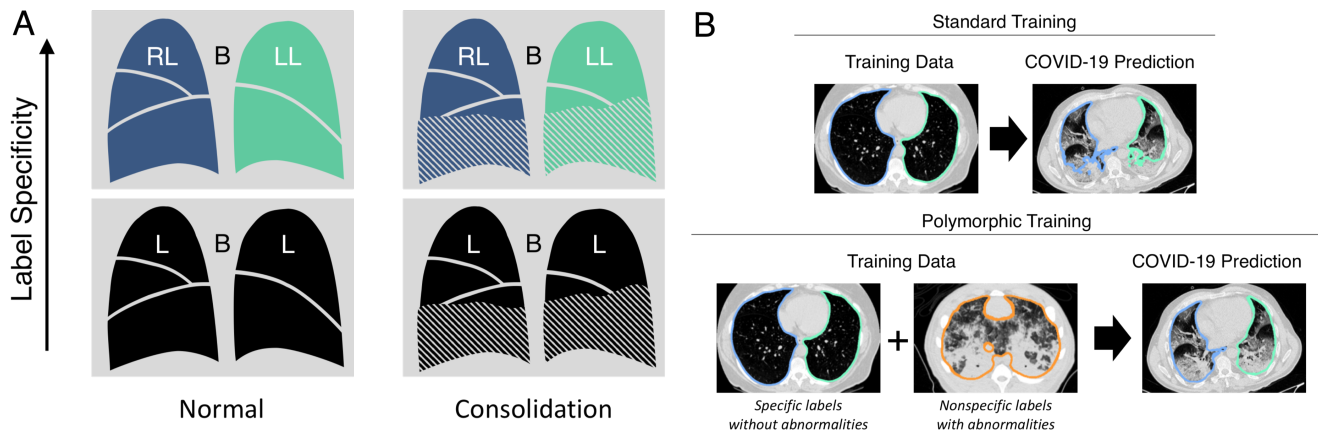 A
Label Specificity
RL B LL
RL B LL
L B L
L B L
Normal
Consolidation
B
Standard Training
Training Data
COVID-19 Prediction
Polymorphic Training
Training Data
COVID-19 Prediction
+
Specific labels
without abnormalities
Nonspecific labels
with abnormalities